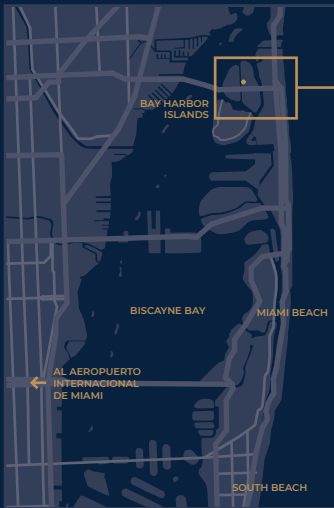 BAY HARBOR
ISLANDS
BISCAYNE BAY
MIAMI BEACH
AL AEROPUERTO
INTERNACIONAL
DE MIAMI
SOUTH BEACH